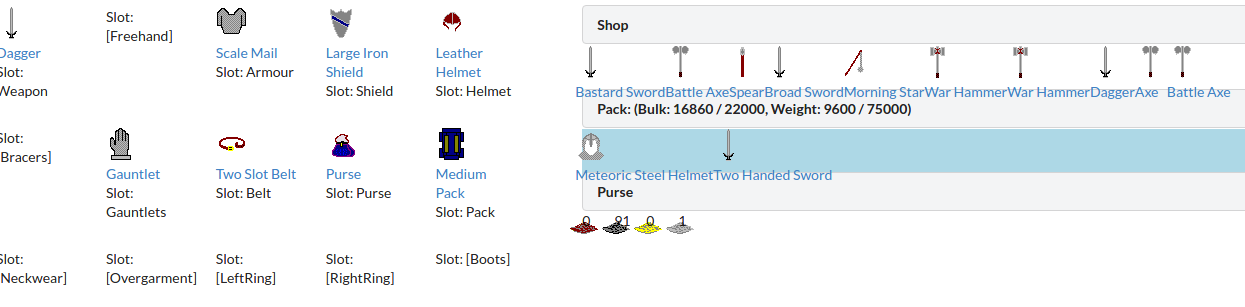 Dagger
Slot:
Weapon
Slot:
[Freehand]
Scale Mail
Slot: Armour
Large Iron
Shield
Slot: Shield
Leather
Helmet
Slot: Helmet
Slot:
Bracers]
Gauntlet
Slot:
Gauntlets
Two Slot Belt
Slot: Belt
Purse
Slot: Purse
Medium
Pack
Slot: Pack
Slot:
Neckwear]
Slot:
[Overgarment]
Slot:
[LeftRing]
Slot:
[RightRing]
Slot: [Boots]
Shop
Bastard Sword Battle Axe Spear Broad Sword Morning Star War Hammer War Hammer Dagger Axe Battle Axe
Pack: (Bulk: 16860 / 22000, Weight: 9600 / 75000)
Meteoric Steel Helmet Two Handed Sword
Purse
0 91 0 1